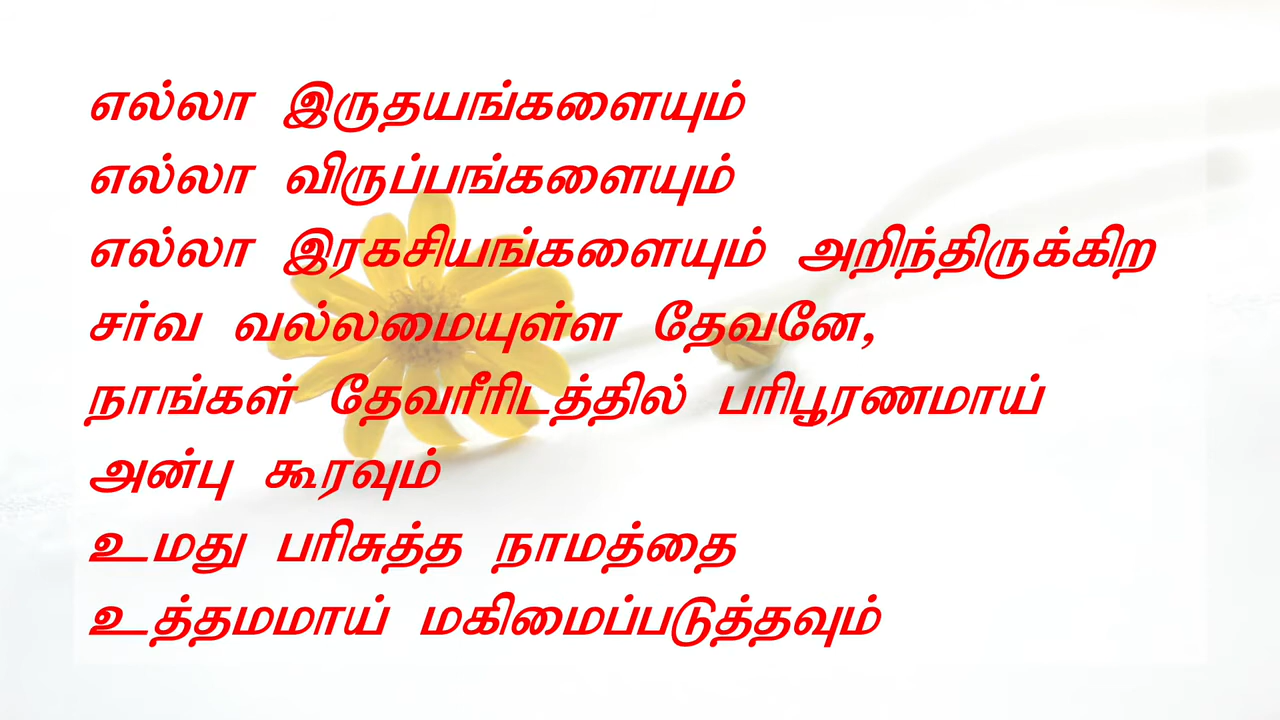 எல்லா இருதயங்களையும்
எல்லா விருப்பங்களையும்
எல்லா இரகசியங்களையும் அறிந்திருக்கிற
சர்வ வல்லமையுள்ள தேவனே,
நாங்கள் தேவரீரிடத்தில் பரிபூரணமாய்
அன்பு கூரவும்
உமது பரிசுத்த நாமத்தை
உத்தமமாய் மகிமைப்படுத்தவும்